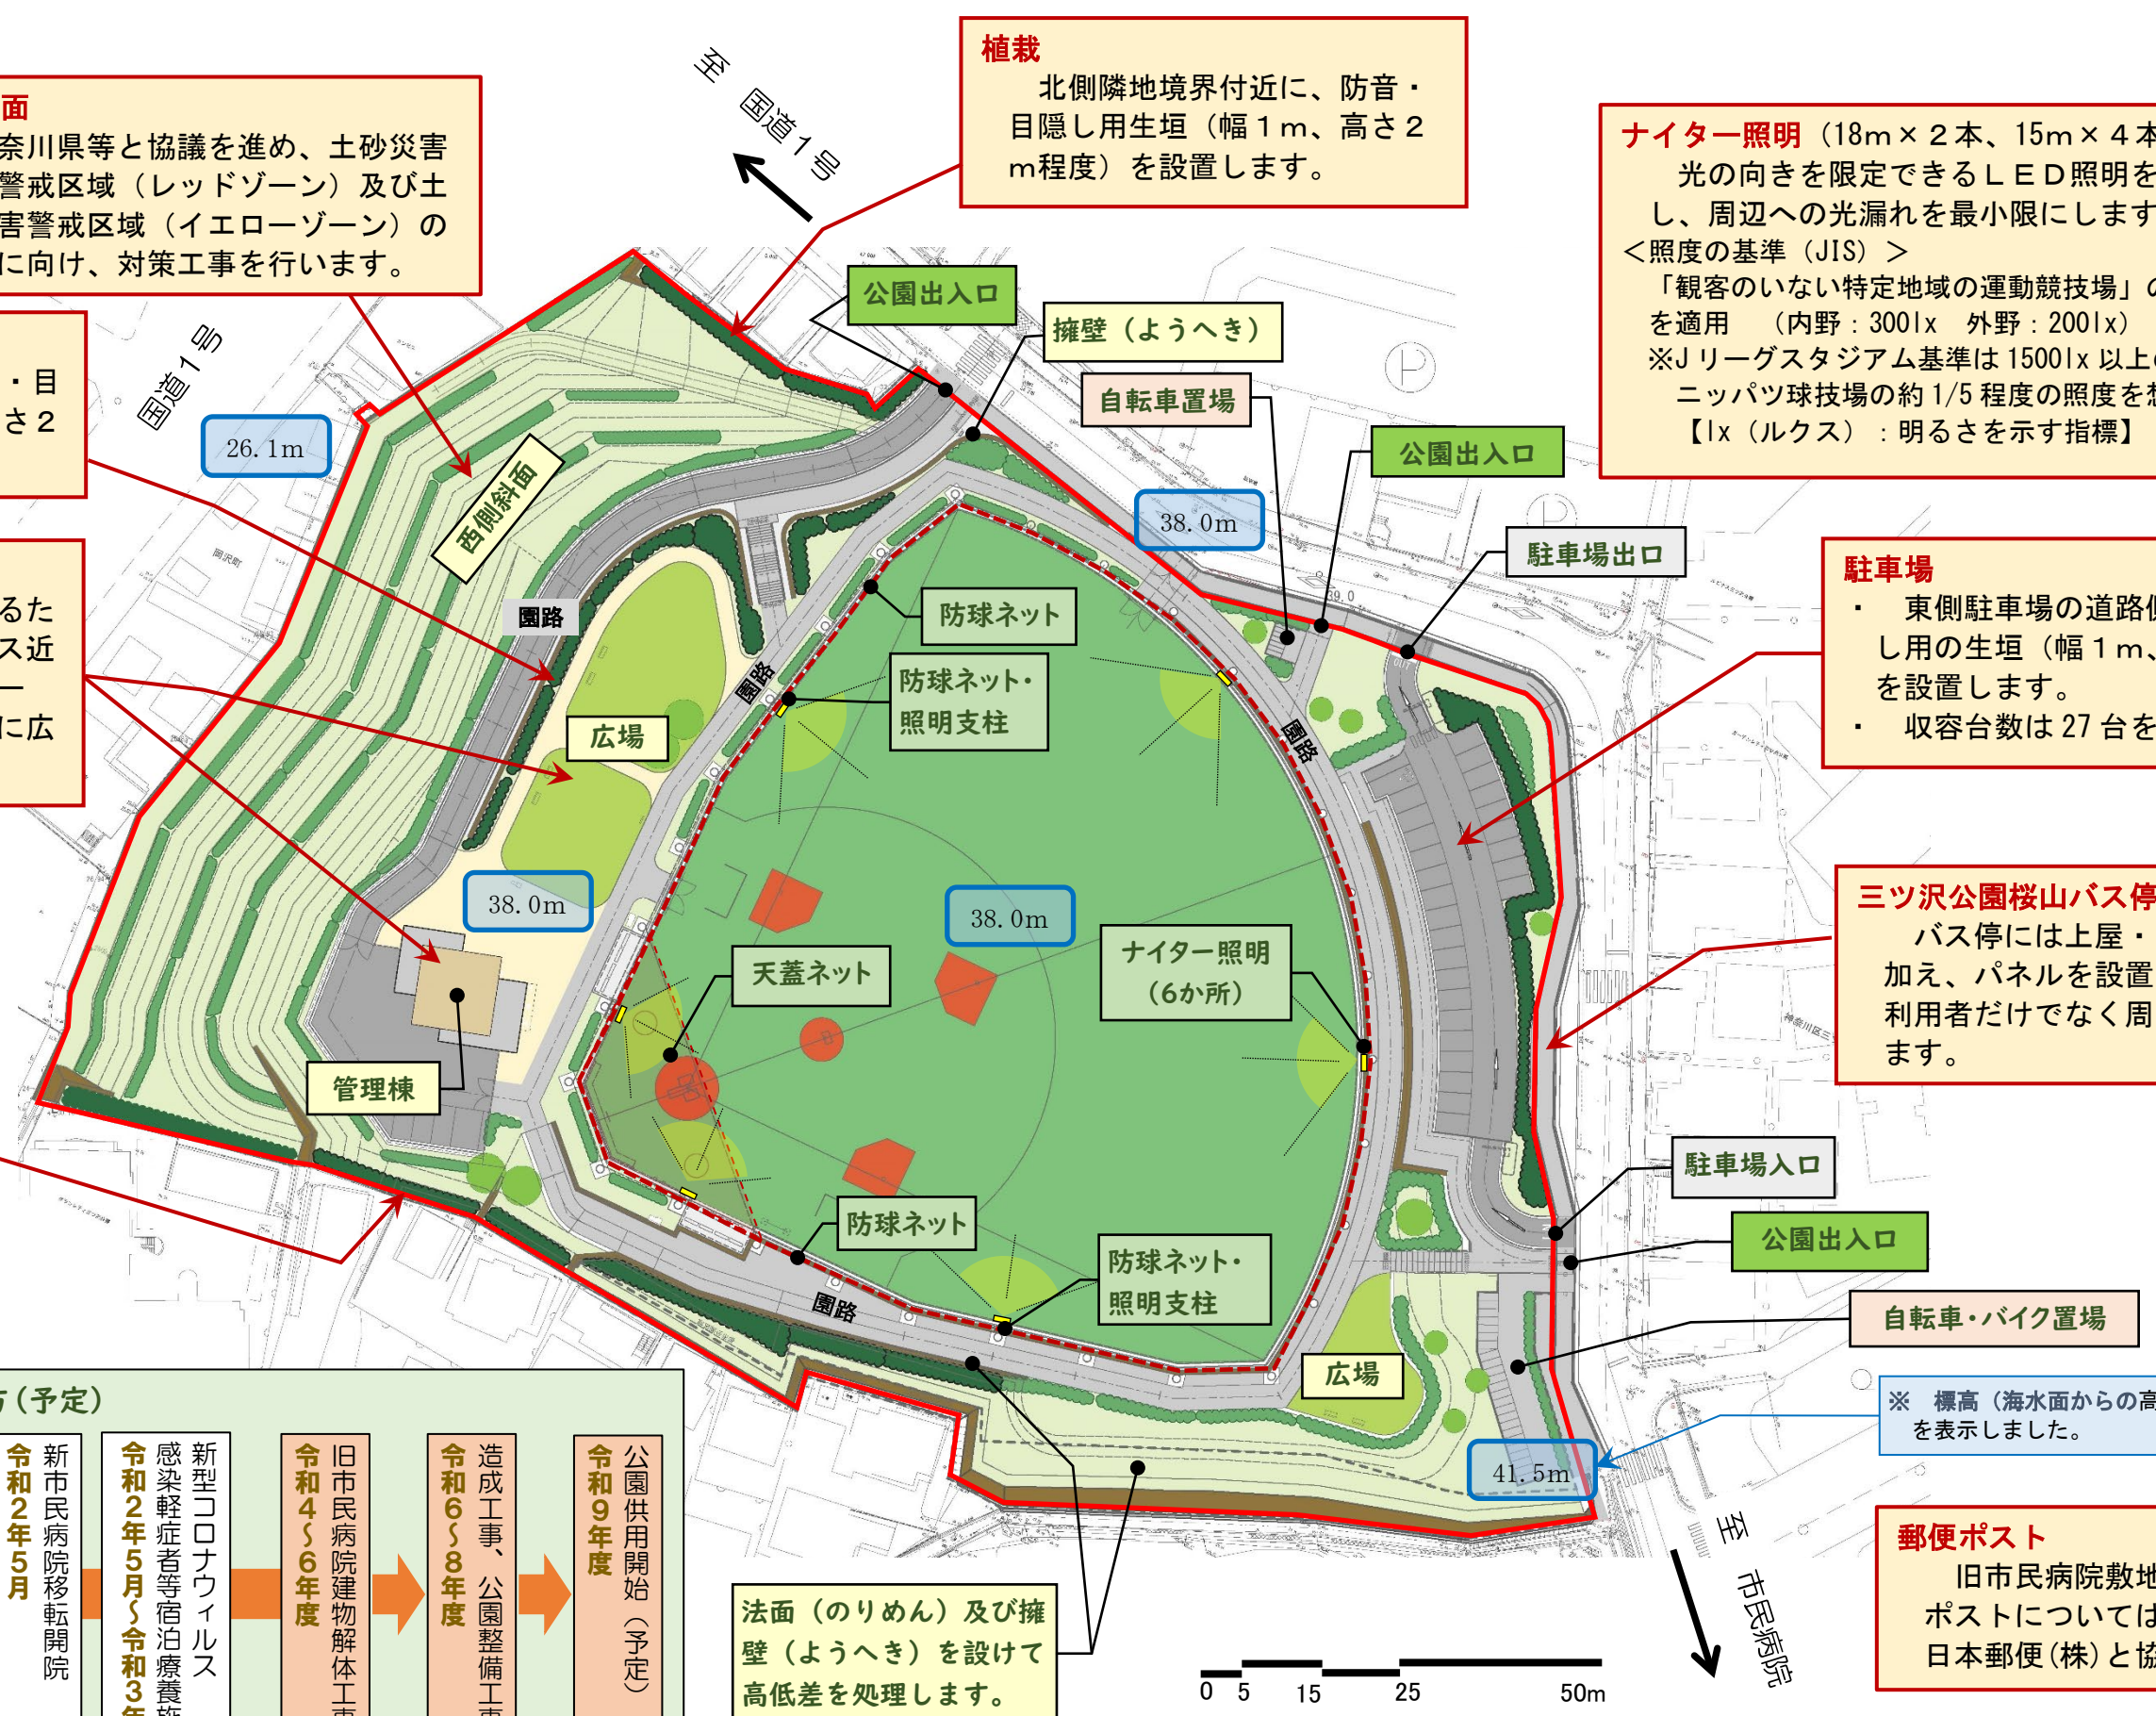 面
奈川県等と協議を進め、土砂災害
警戒区域（レッドゾーン）及び土
害警戒区域（イエローゾーン）の
に向け、対策工事を行います。
・目
さ２
るた
ス近
ー
に広
至 国道１号
国道１号
植栽
北側隣地境界付近に、防音・
目隠し用生垣（幅１ｍ、高さ２
ｍ程度）を設置します。
ナイター照明（18ｍ×２本、15ｍ×４本
光の向きを限定できるＬＥＤ照明を
し、周辺への光漏れを最小限にします
＜照度の基準（JIS）＞
「観客のいない特定地域の運動競技場」の
を適用 （内野：300lx 外野：200lx）
※Jリーグスタジアム基準は1500lx以上の
ニッパツ球技場の約1/5程度の照度を想
【lx（ルクス）：明るさを示す指標】
公園出入口
擁壁（ようへき）
自転車置場
公園出入口
駐車場出口
26.1m
38.0m
西側斜面
園路
広場
園路
防球ネット
防球ネット・
照明支柱
園路
OUT
39.0
岡沢町
駐車場
・ 東側駐車場の道路側
し用の生垣（幅１ｍ、
を設置します。
・ 収容台数は27台を
38.0m
38.0m
天蓋ネット
ナイター照明
（6か所）
三ツ沢公園桜山バス停
バス停には上屋・
加え、パネルを設置
利用者だけでなく周
ます。
管理棟
防球ネット
園路
防球ネット・
照明支柱
広場
駐車場入口
公園出入口
自転車・バイク置場
41.5m
※ 標高（海水面からの高
を表示しました。
至 市民病院
郵便ポスト
旧市民病院敷地
ポストについては
日本郵便(株)と協
法面（のりめん）及び擁
壁（ようへき）を設けて
高低差を処理します。
0 5 15 25 50m
方（予定）
新市民病院移転開院
令和２年５月
新型コロナウィルス
感染軽症者等宿泊療養施
令和２年５月～令和３年
旧市民病院建物解体工事
令和４～６年度
造成工事、公園整備工事
令和６～８年度
公園供用開始（予定）
令和９年度